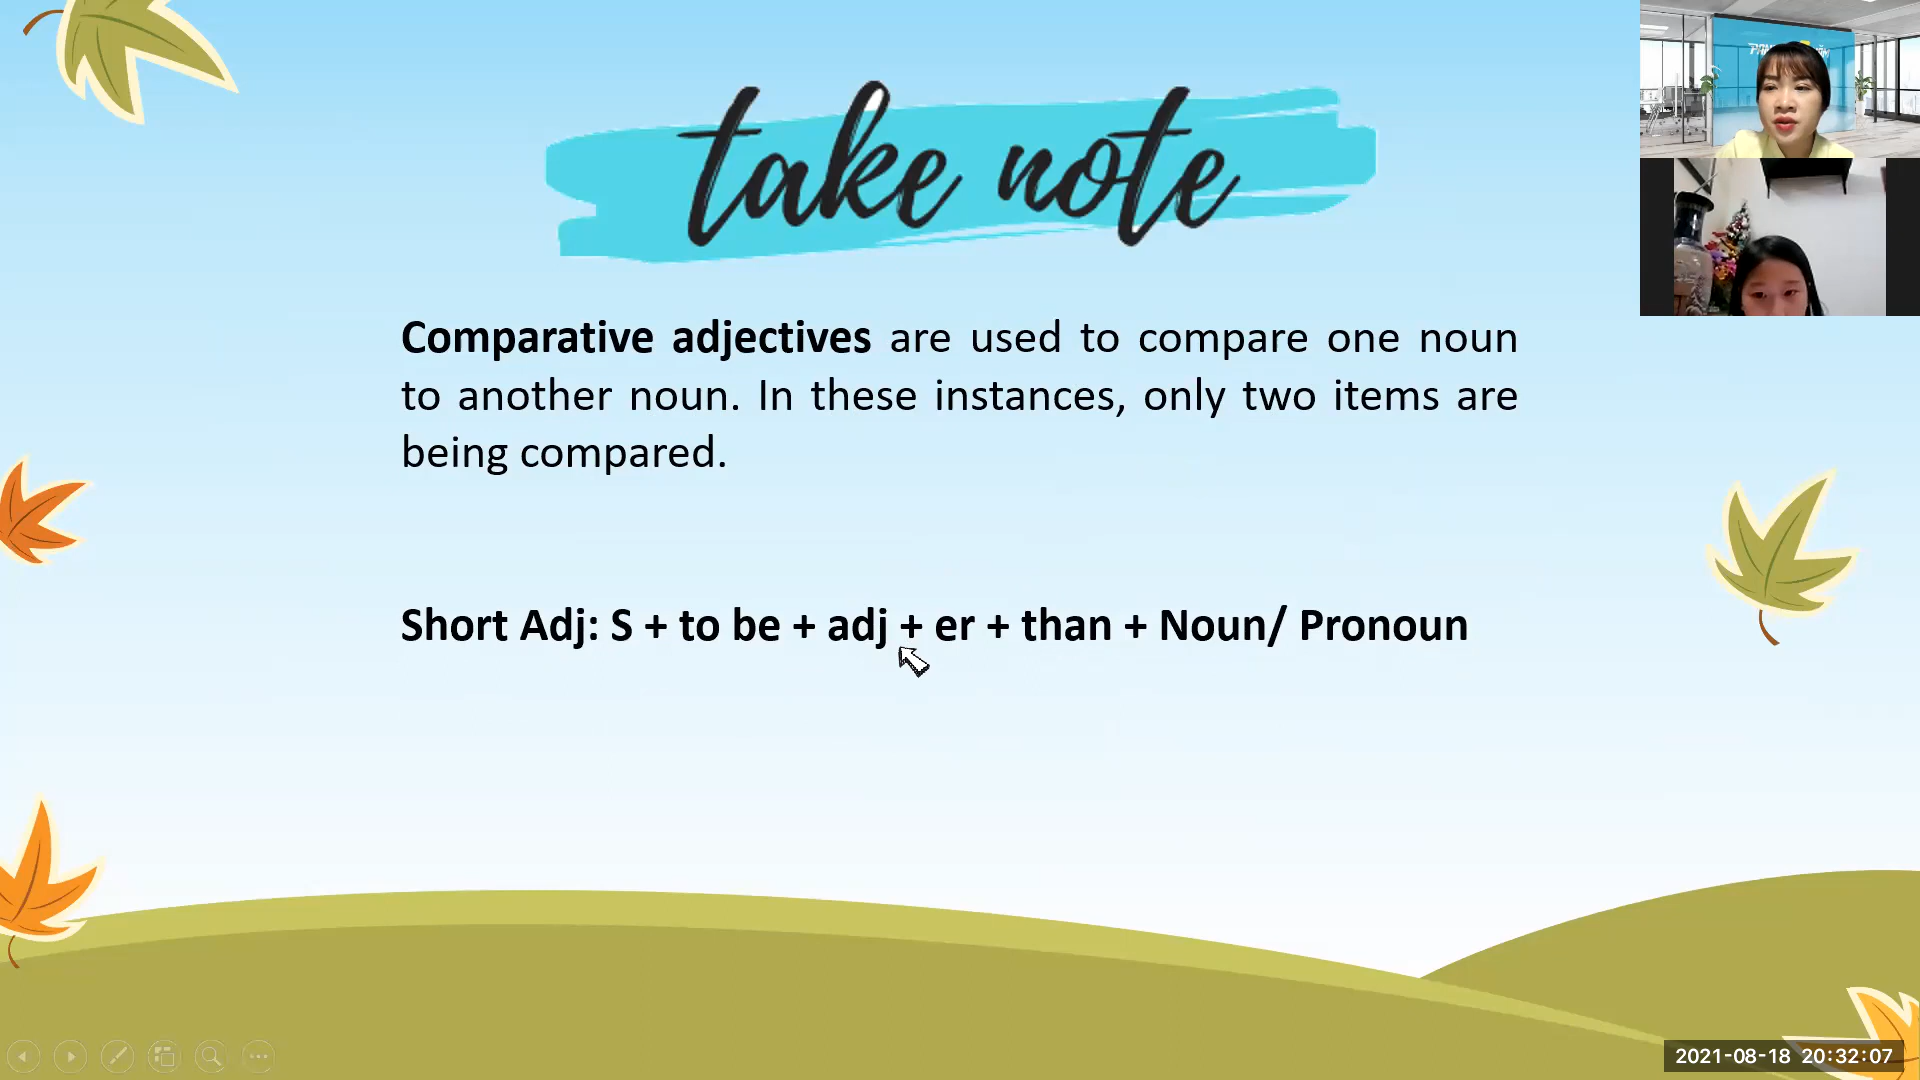 take note
Comparative adjectives are used to compare one noun
to another noun. In these instances, only two items are
being compared.
Short Adj: S + to be + adj + er + than + Noun/ Pronoun
2021-08-18 20:32:07